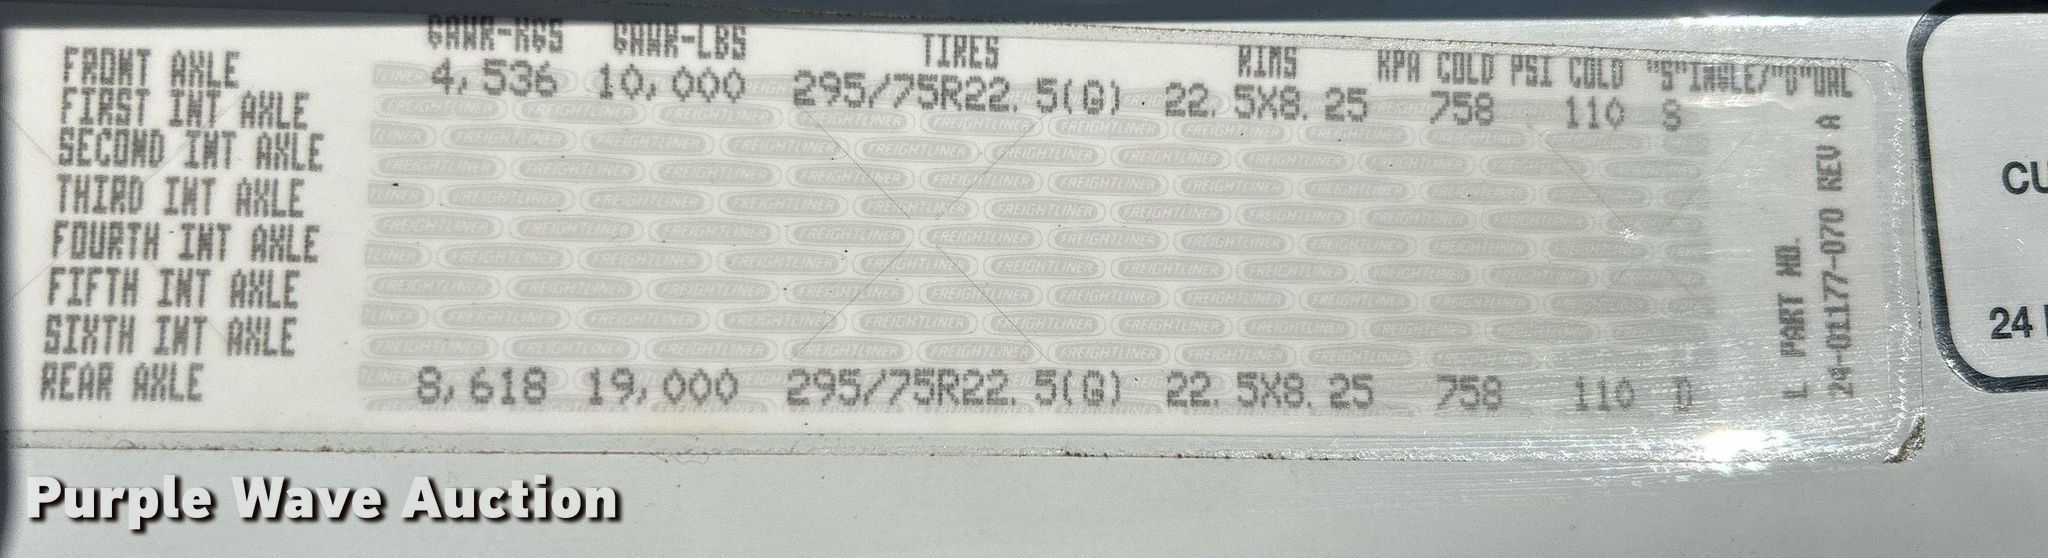 GAWR-KGS GAWR-LBS TIRES RIMS KPA COLD PSI COLD "S"INGLE/"D"UAL
FRONT AXLE 4,536 10,000 295/75R22.5(G) 22.5X8.25 758 110 S
FIRST INT AXLE
SECOND INT AXLE
THIRD INT AXLE
FOURTH INT AXLE
FIFTH INT AXLE
SIXTH INT AXLE
REAR AXLE 8,618 19,000 295/75R22.5(G) 22.5X8.25 758 110 D
L PART NO.
24-01177-070 REV A
CU
24
Purple Wave Auction